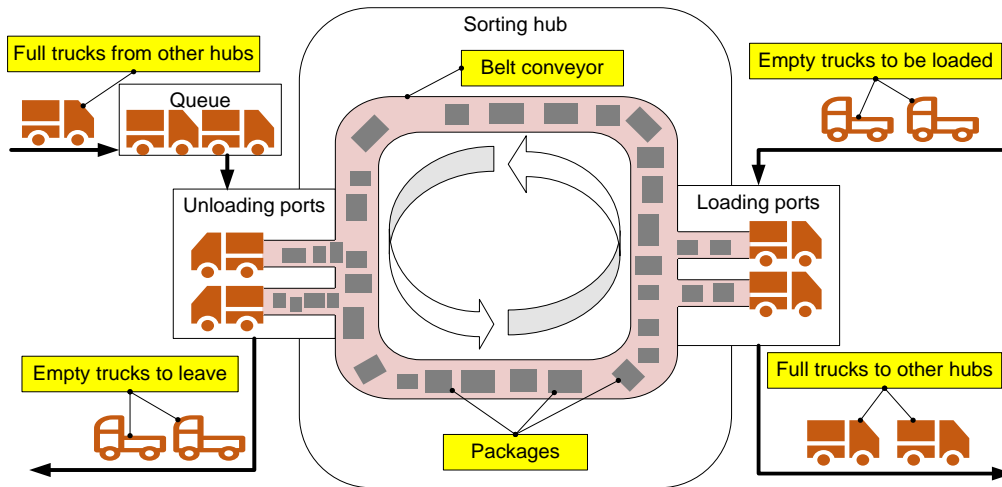 Sorting hub
Full trucks from other hubs
Belt conveyor
Empty trucks to be loaded
Queue
Unloading ports
Loading ports
Empty trucks to leave
Full trucks to other hubs
Packages